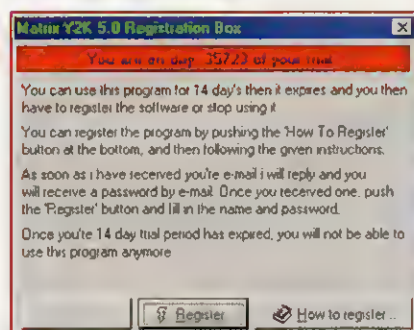 Matrix Y2K 5.0 Registration Box
You are on day 35723 of your trial
You can use this program for 14 day's then it expires and you then
have to register the software or stop using it
You can register the program by pushing the 'How To Register'
button at the bottom, and then following the given instructions.
As soon as i have received you're e-mail i will reply and you
will receive a password by e-mail. Once you received one, push
the 'Register' button and fill in the name and password.
Once you're 14 day trial period has expired, you will not be able to
use this program anymore
Register
How to register ..